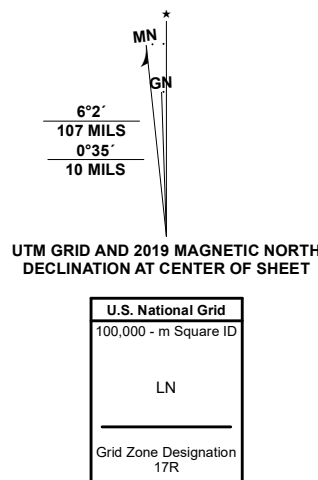 ★
MN
GN
6°2´
107 MILS
0°35´
10 MILS
UTM GRID AND 2019 MAGNETIC NORTH
DECLINATION AT CENTER OF SHEET
U.S. National Grid
100,000 - m Square ID
LN
Grid Zone Designation
17R